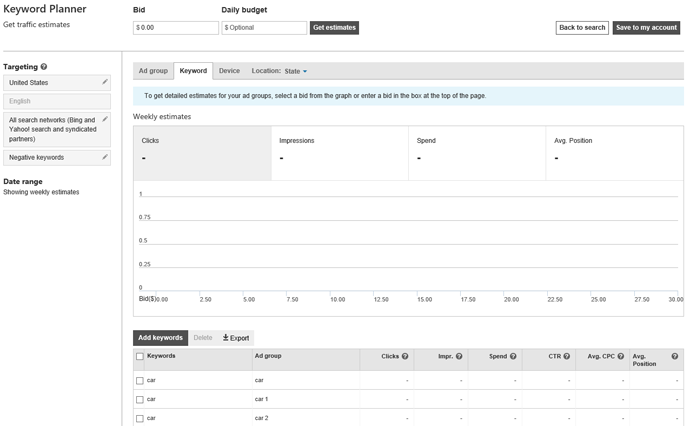 Keyword Planner
Get traffic estimates
Bid
Daily budget
$ 0.00
$ Optional
Get estimates
Back to search
Save to my account
Targeting
United States
English
All search networks (Bing and
Yahoo! search and syndicated
partners)
Negative keywords
Date range
Showing weekly estimates
Ad group Keyword Device Location: State
To get detailed estimates for your ad groups, select a bid from the graph or enter a bid in the box at the top of the page.
Weekly estimates
Clicks Impressions Spend Avg. Position
- - - -
1
0.75
0.5
0.25
0
Bid($)0.00 2.50 5.00 7.50 10.00 12.50 15.00 17.50 20.00 22.50 25.00 27.50 30.00
Add keywords Delete Export
Keywords Ad group Clicks ? Impr. ? Spend ? CTR ? Avg. CPC ? Avg. ?
Position
car car - - - - - -
car car 1 - - - - - -
car car 2 - - - - - -